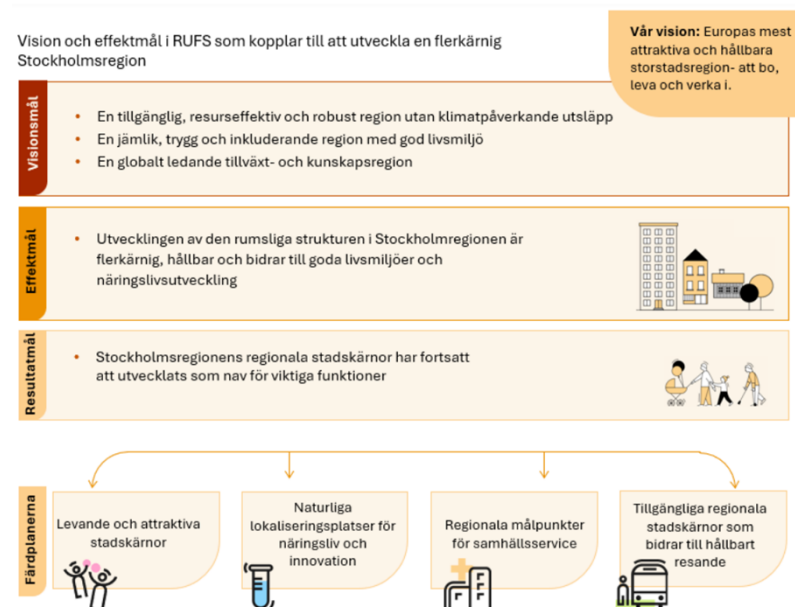 Vision och effektmål i RUFS som kopplar till att utveckla en flerkärnig
Stockholmsregion
Vår vision: Europas mest
attraktiva och hållbara
storstadsregion- att bo,
leva och verka i.
Visionsmål
• En tillgänglig, resurseffektiv och robust region utan klimatpåverkande utsläpp
• En jämlik, trygg och inkluderande region med god livsmiljö
• En globalt ledande tillväxt- och kunskapsregion
Effektmål
• Utvecklingen av den rumsliga strukturen i Stockholmregionen är
flerkärnig, hållbar och bidrar till goda livsmiljöer och
näringslivsutveckling
Resultatmål
• Stockholmsregionens regionala stadskärnor har fortsatt
att utvecklats som nav för viktiga funktioner
Färdplanerna
Levande och attraktiva
stadskärnor
Naturliga
lokaliseringsplatser för
näringsliv och
innovation
Regionala målpunkter
för samhällsservice
Tillgängliga regionala
stadskärnor som
bidrar till hållbart
resande